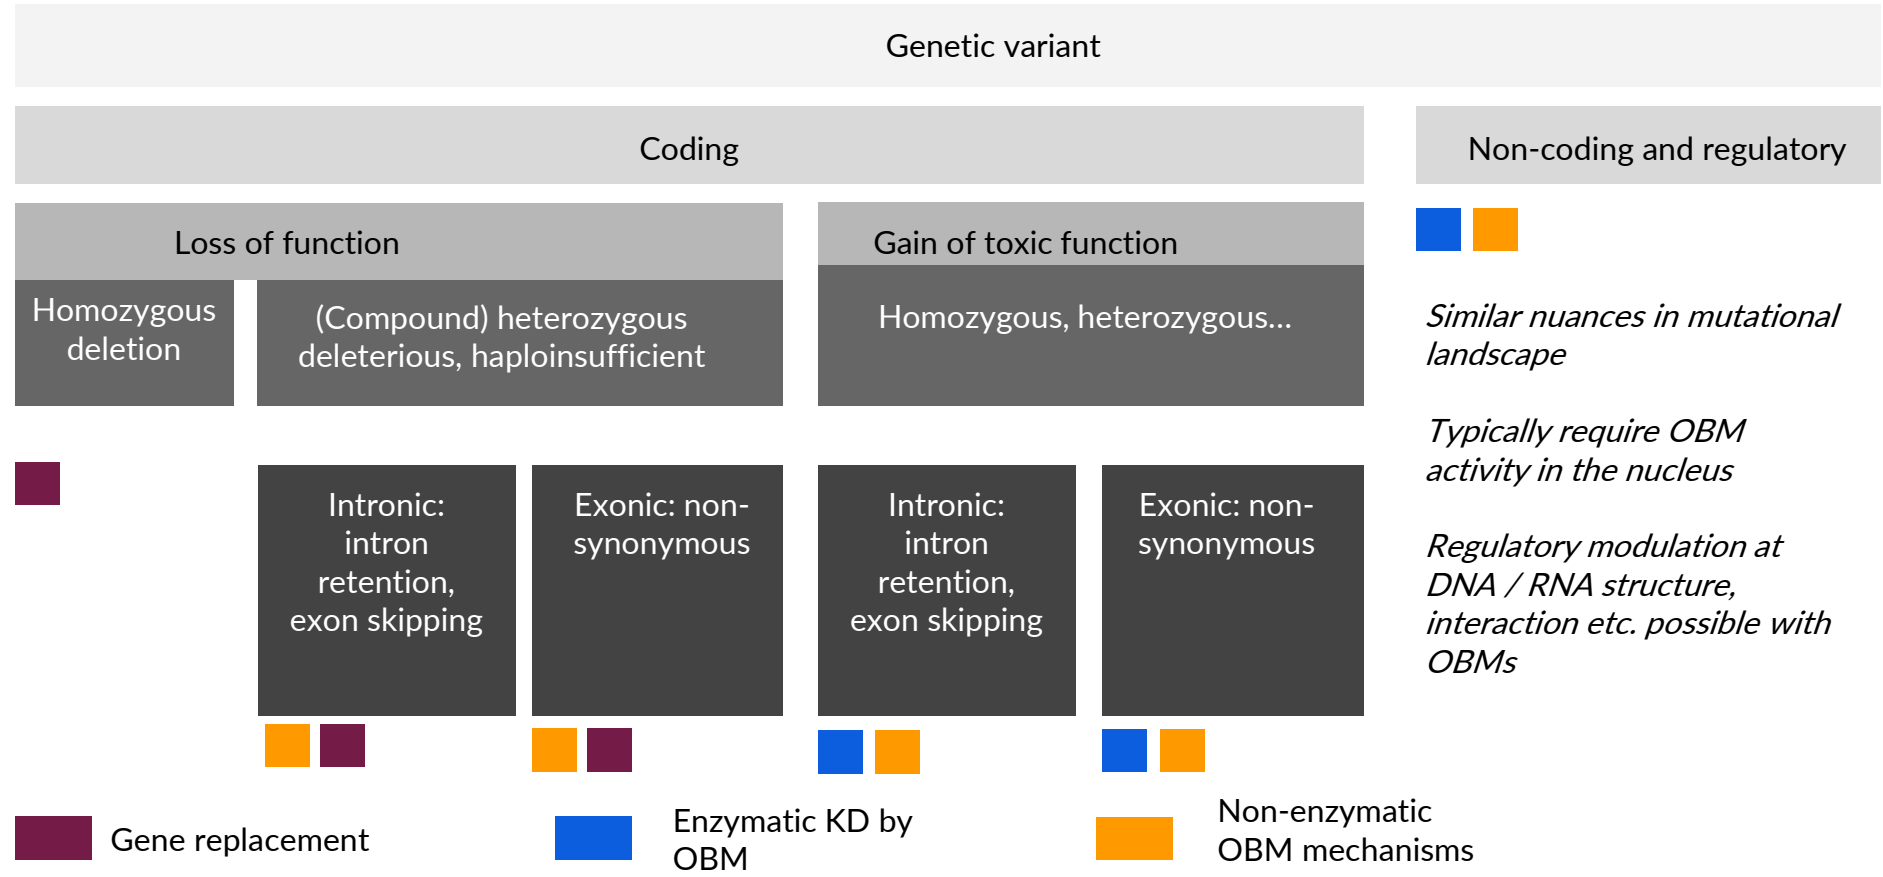 Genetic variant
Coding
Non-coding and regulatory
Loss of function
Gain of toxic function
Homozygous
deletion
(Compound) heterozygous
deleterious, haploinsufficient
Homozygous, heterozygous...
Similar nuances in mutational
landscape
Typically require OBM
activity in the nucleus
Regulatory modulation at
DNA / RNA structure,
interaction etc. possible with
OBMs
Intronic:
intron
retention,
exon skipping
Exonic: non-
synonymous
Intronic:
intron
retention,
exon skipping
Exonic: non-
synonymous
Gene replacement
Enzymatic KD by
OBM
Non-enzymatic
OBM mechanisms